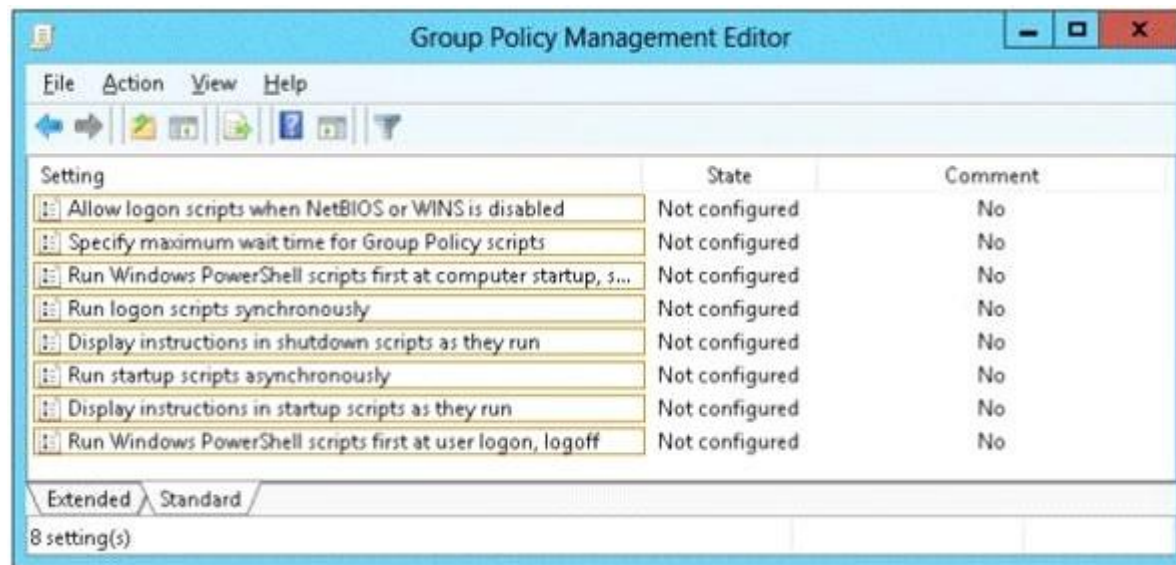 Group Policy Management Editor
File Action View Help
Setting State Comment
Allow logon scripts when NetBIOS or WINS is disabled Not configured No
Specify maximum wait time for Group Policy scripts Not configured No
Run Windows PowerShell scripts first at computer startup, s... Not configured No
Run logon scripts synchronously Not configured No
Display instructions in shutdown scripts as they run Not configured No
Run startup scripts asynchronously Not configured No
Display instructions in startup scripts as they run Not configured No
Run Windows PowerShell scripts first at user logon, logoff Not configured No
Extended Standard
8 setting(s)